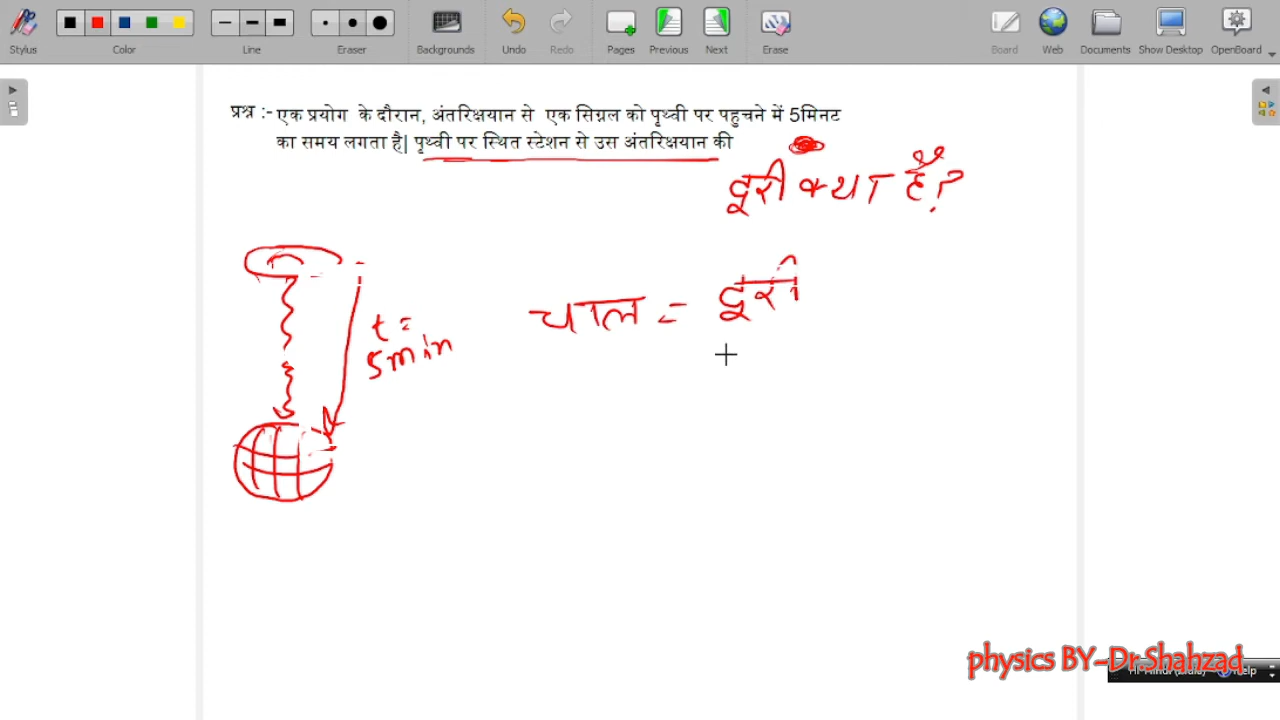 Stylus Color Line Eraser Backgrounds Undo Redo Pages Previous Next Erase Board Web Documents Show Desktop OpenBoard
प्रश्न :- एक प्रयोग के दौरान, अंतरिक्षयान से एक सिग्नल को पृथ्वी पर पहुचने में 5मिनट
का समय लगता है| पृथ्वी पर स्थित स्टेशन से उस अंतरिक्षयान की
दूरी क्या है?
चाल = दूरी
t =
5min
physics BY-Dr.Shahzad
Help